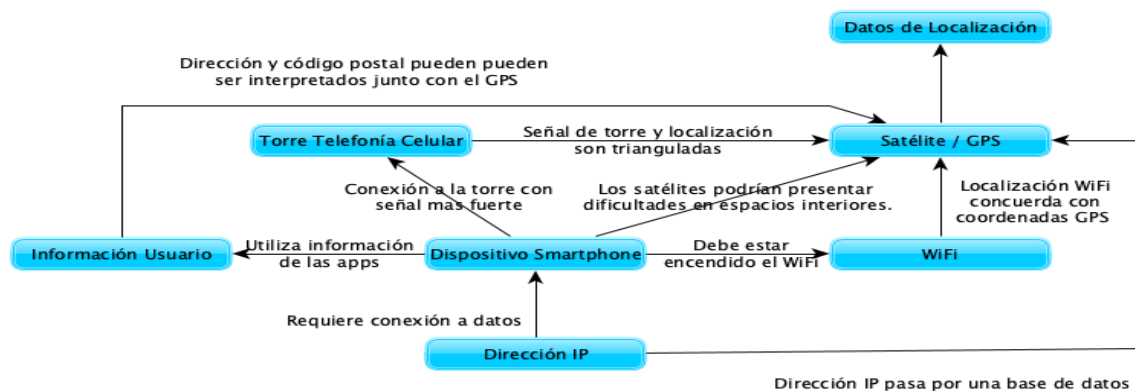 Datos de Localización
Dirección y código postal pueden pueden
ser interpretados junto con el GPS
Torre Telefonía Celular
Señal de torre y localización
son trianguladas
Satélite / GPS
Conexión a la torre con
señal mas fuerte
Los satélites podrían presentar
dificultades en espacios interiores.
Localización WiFi
concuerda con
coordenadas GPS
Información Usuario
Utiliza información
de las apps
Dispositivo Smartphone
Debe estar
encendido el WiFi
WiFi
Requiere conexión a datos
Dirección IP
Dirección IP pasa por una base de datos